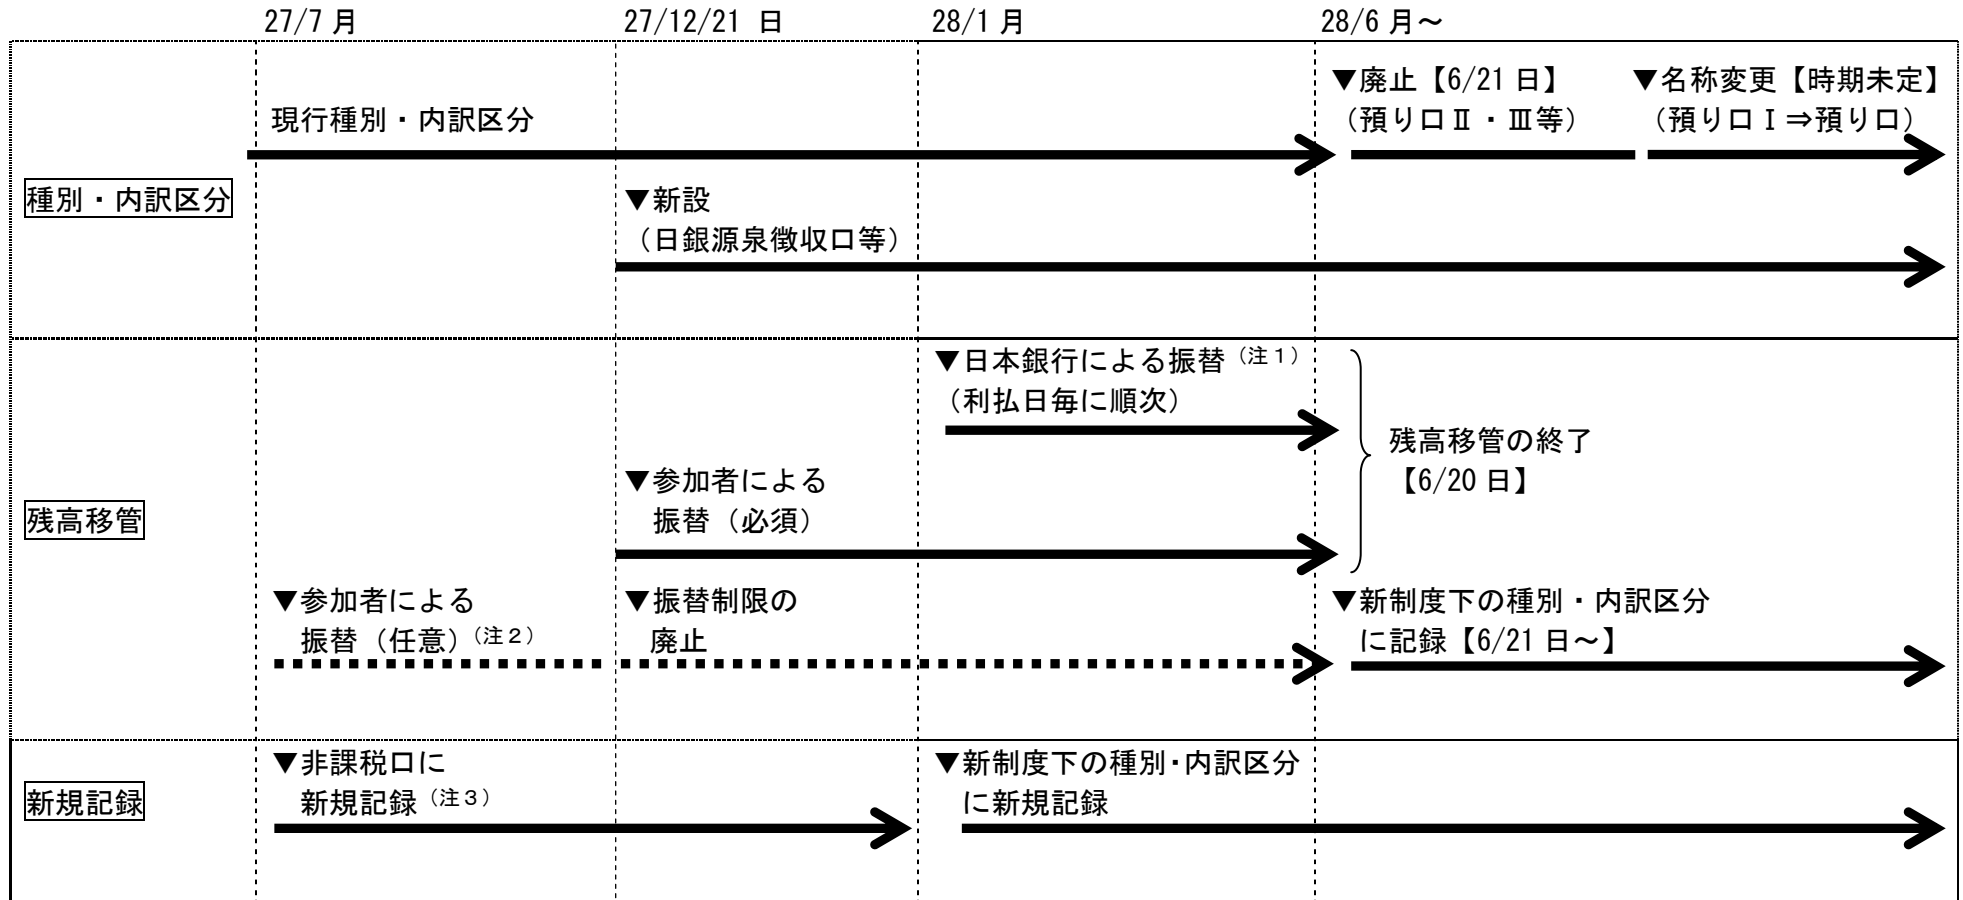 27/7 月
27/12/21 日
28/1 月
28/6 月～
種別・内訳区分
現行種別・内訳区分
▼廃止【6/21 日】
（預り口Ⅱ・Ⅲ等）
▼名称変更【時期未定】
（預り口Ⅰ⇒預り口）
▼新設
（日銀源泉徴収口等）
残高移管
▼日本銀行による振替（注１）
（利払日毎に順次）
残高移管の終了
【6/20 日】
▼参加者による
振替（必須）
▼参加者による
振替（任意）（注２）
▼振替制限の
廃止
▼新制度下の種別・内訳区分
に記録【6/21 日～】
新規記録
▼非課税口に
新規記録（注３）
▼新制度下の種別・内訳区分
に新規記録